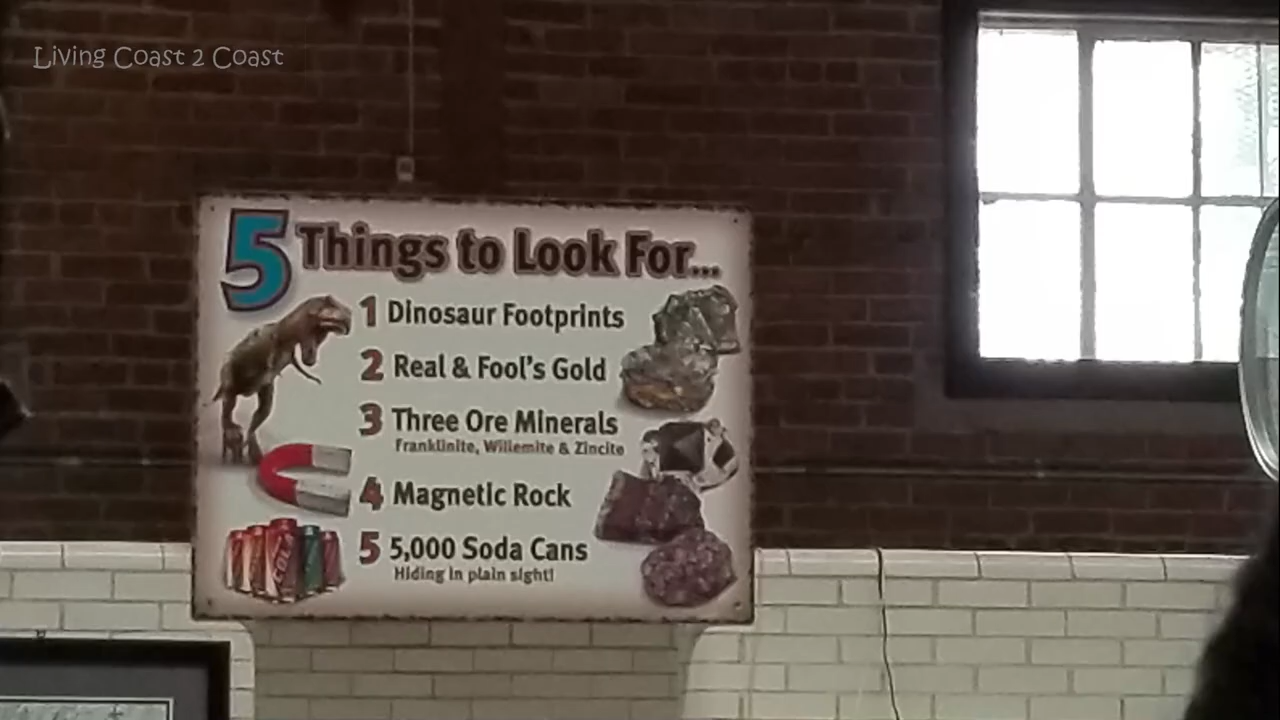 Living Coast 2 Coast
5 Things to Look For...
1 Dinosaur Footprints
2 Real & Fool's Gold
3 Three Ore Minerals
Franklinite, Willemite & Zincite
4 Magnetic Rock
5 5,000 Soda Cans
Hiding in plain sight!
COLA